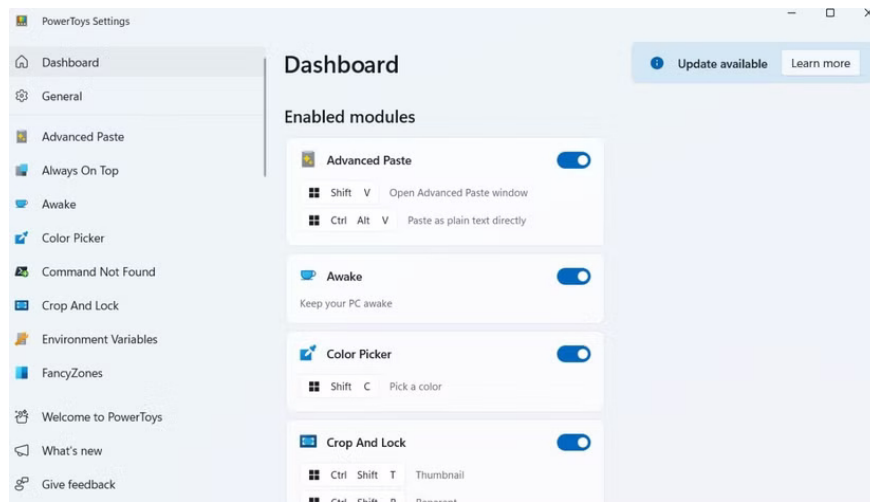 PowerToys Settings
Dashboard
General
Advanced Paste
Always On Top
Awake
Color Picker
Command Not Found
Crop And Lock
Environment Variables
FancyZones
Welcome to PowerToys
What's new
Give feedback
Dashboard
Update available Learn more
Enabled modules
Advanced Paste
Shift V Open Advanced Paste window
Ctrl Alt V Paste as plain text directly
Awake
Keep your PC awake
Color Picker
Shift C Pick a color
Crop And Lock
Ctrl Shift T Thumbnail
Ctrl Shift R Reparent